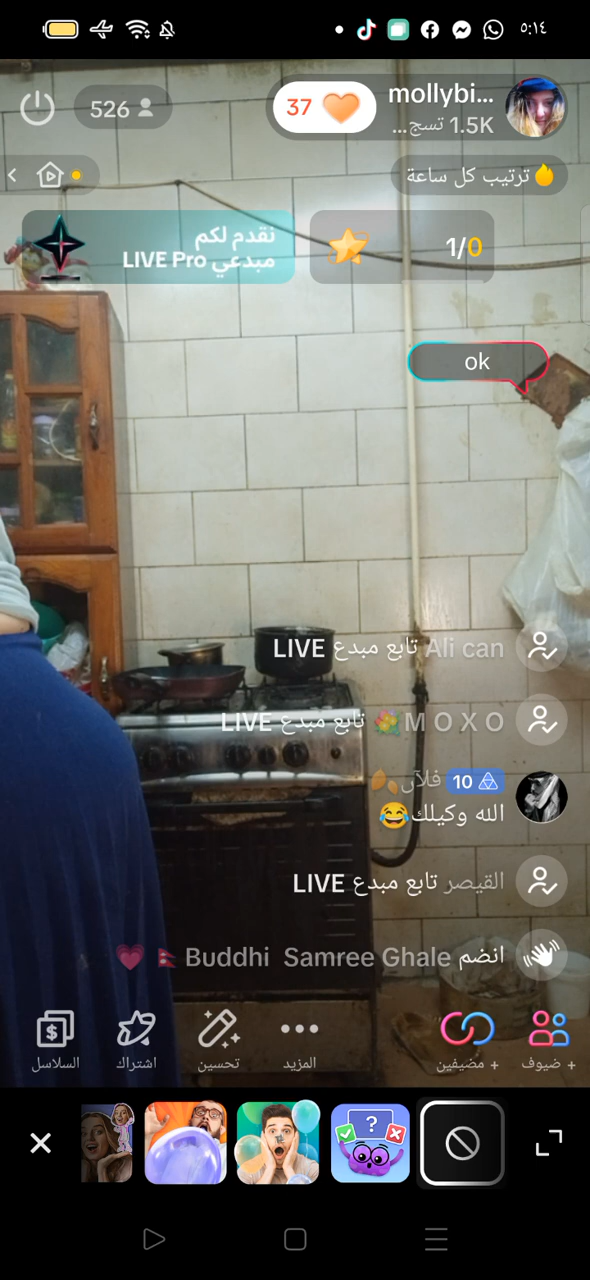 ٥:١٤
mollybi...
37
526
1.5K تسج...
ترتيب كل ساعة
نقدم لكم
مبدعي LIVE Pro
1/0
ok
Ali can تابع مبدع LIVE
M O X O تابع مبدع LIVE
10 فلآن
الله وكيلك
القيصر تابع مبدع LIVE
انضم Buddhi Samree Ghale
+ ضيوف
+ مضيفين
المزيد
تحسين
اشتراك
السلاسل